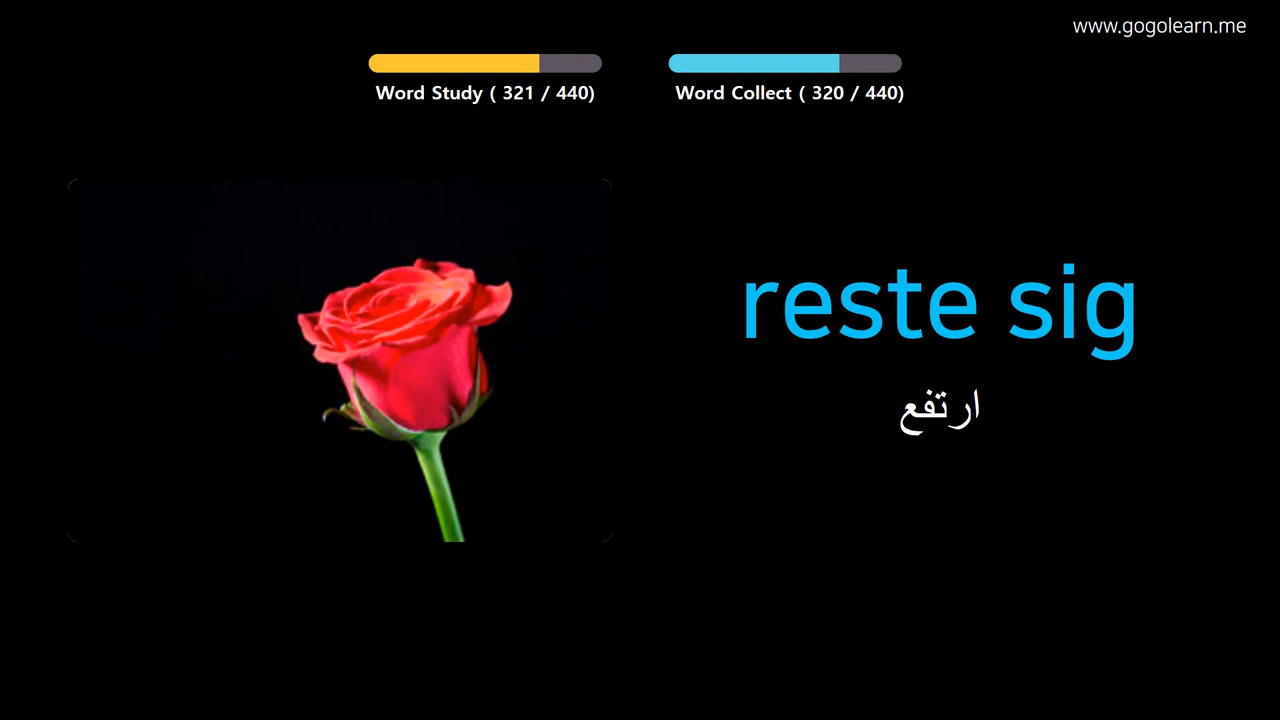 www.gogolearn.me
Word Study ( 321 / 440)
Word Collect ( 320 / 440)
reste sig
ارتفع